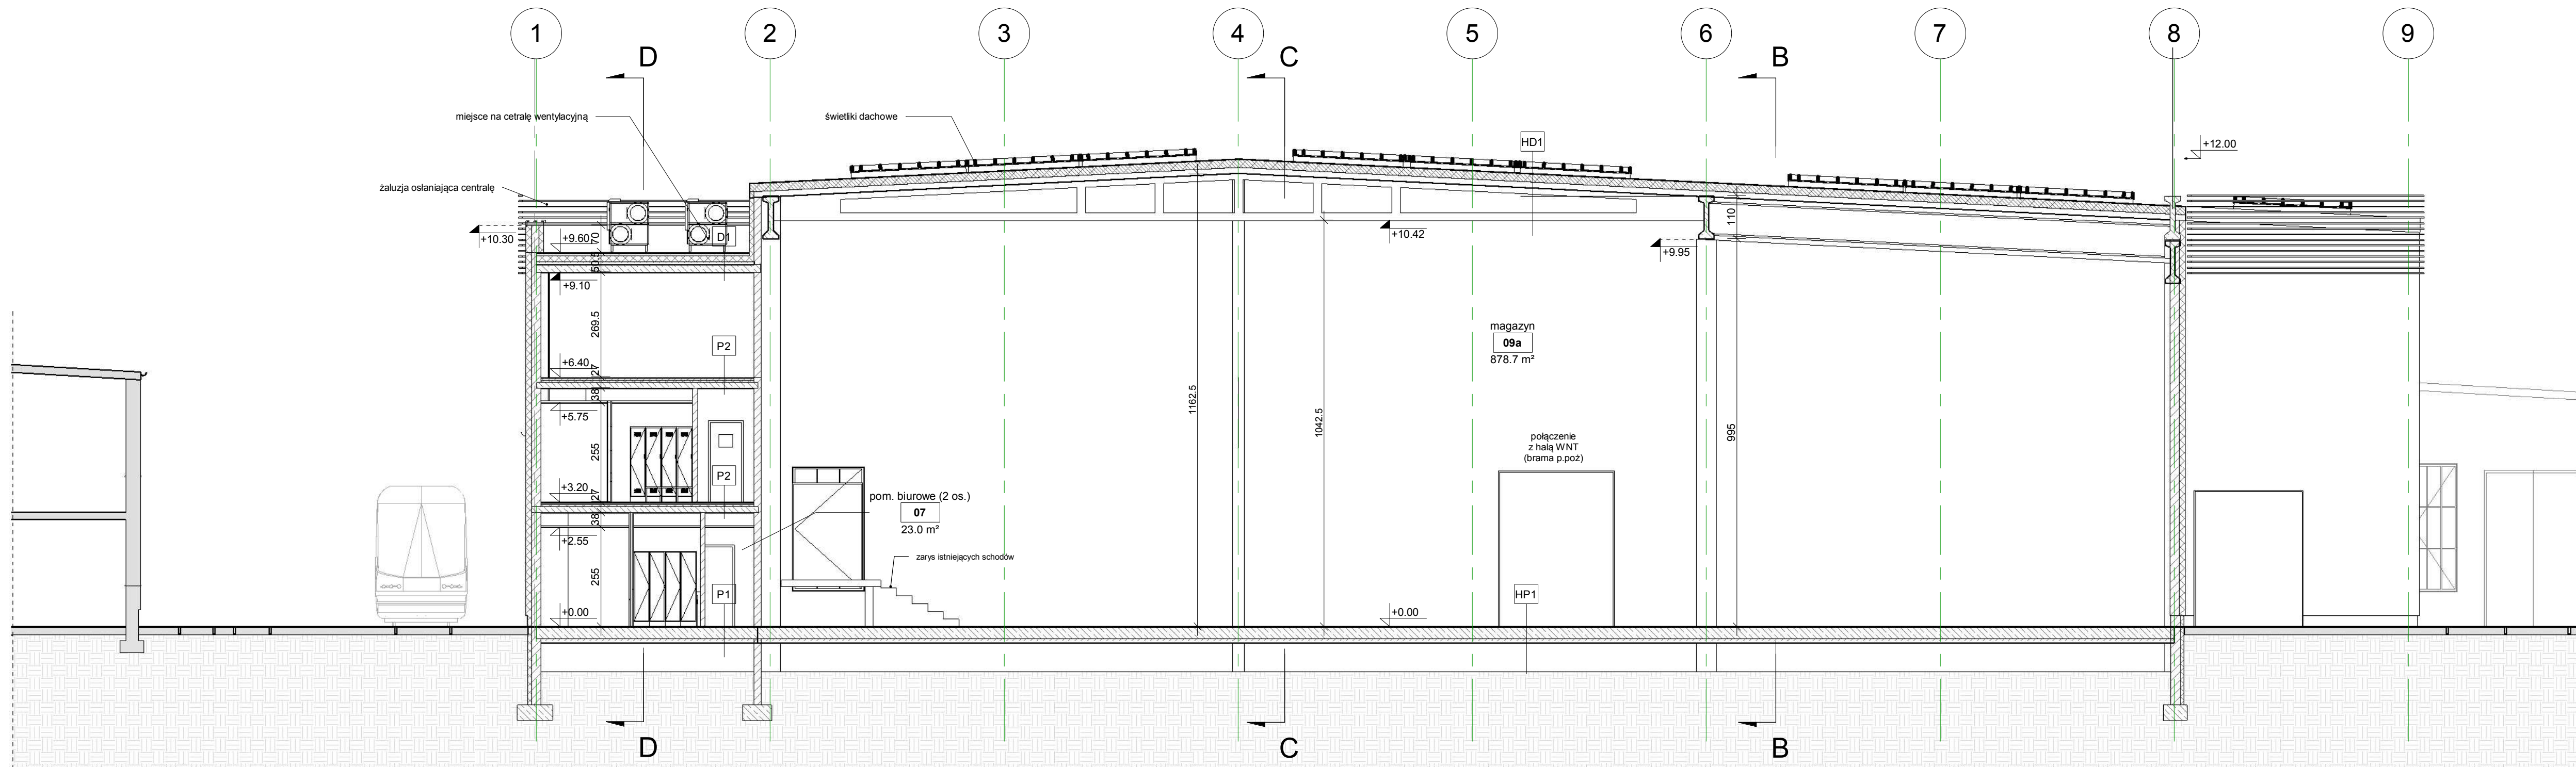 1
2
3
4
5
6
7
8
9
D
C
B
miejsce na cetralę wentylacyjną
świetliki dachowe
HD1
+12.00
żaluzja osłaniająca centralę
+10.30
+9.60
70
D1
+10.42
110
+9.95
50.5
+9.10
269.5
P2
magazyn
09a
878.7 m²
+6.40
27
38
+5.75
1162.5
1042.5
995
255
P2
połączenie
z halą WNT
(brama p.poż)
+3.20
27
pom. biurowe (2 os.)
07
23.0 m²
38
+2.55
zarys istniejących schodów
255
P1
HP1
+0.00
+0.00
D
C
B